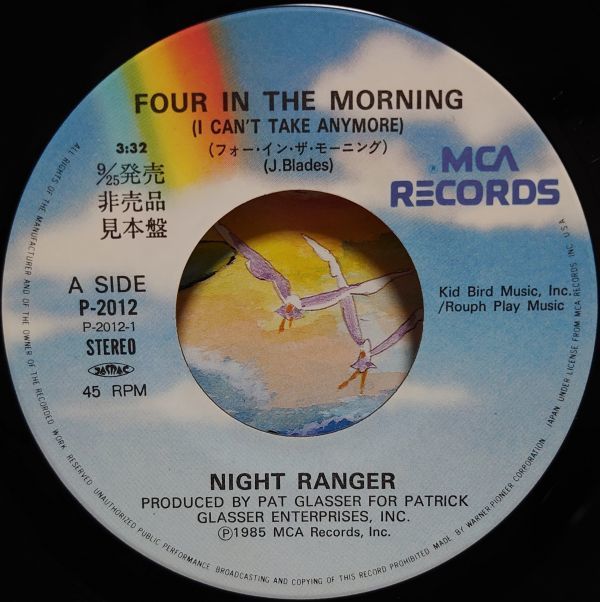 FOUR IN THE MORNING
(I CAN'T TAKE ANYMORE)
(フォー・イン・ザ・モーニング)
(J.Blades)
3:32
9/25発売
非売品
見本盤
MCA
RECORDS
A SIDE
P-2012
P-2012-1
STEREO
45 RPM
Kid Bird Music, Inc.
/Rouph Play Music
NIGHT RANGER
PRODUCED BY PAT GLASSER FOR PATRICK
GLASSER ENTERPRISES, INC.
Ⓟ1985 MCA Records, Inc.
ALL RIGHTS OF THE MANUFACTURER AND OF THE OWNER OF THE RECORDED WORK RESERVED UNAUTHORIZED PUBLIC PERFORMANCE BROADCASTING AND COPYING OF THIS RECORD PROHIBITED MADE BY WARNER-PIONEER CORPORATION, JAPAN UNDER LICENSE FROM MCA RECORDS INC. U.S.A.